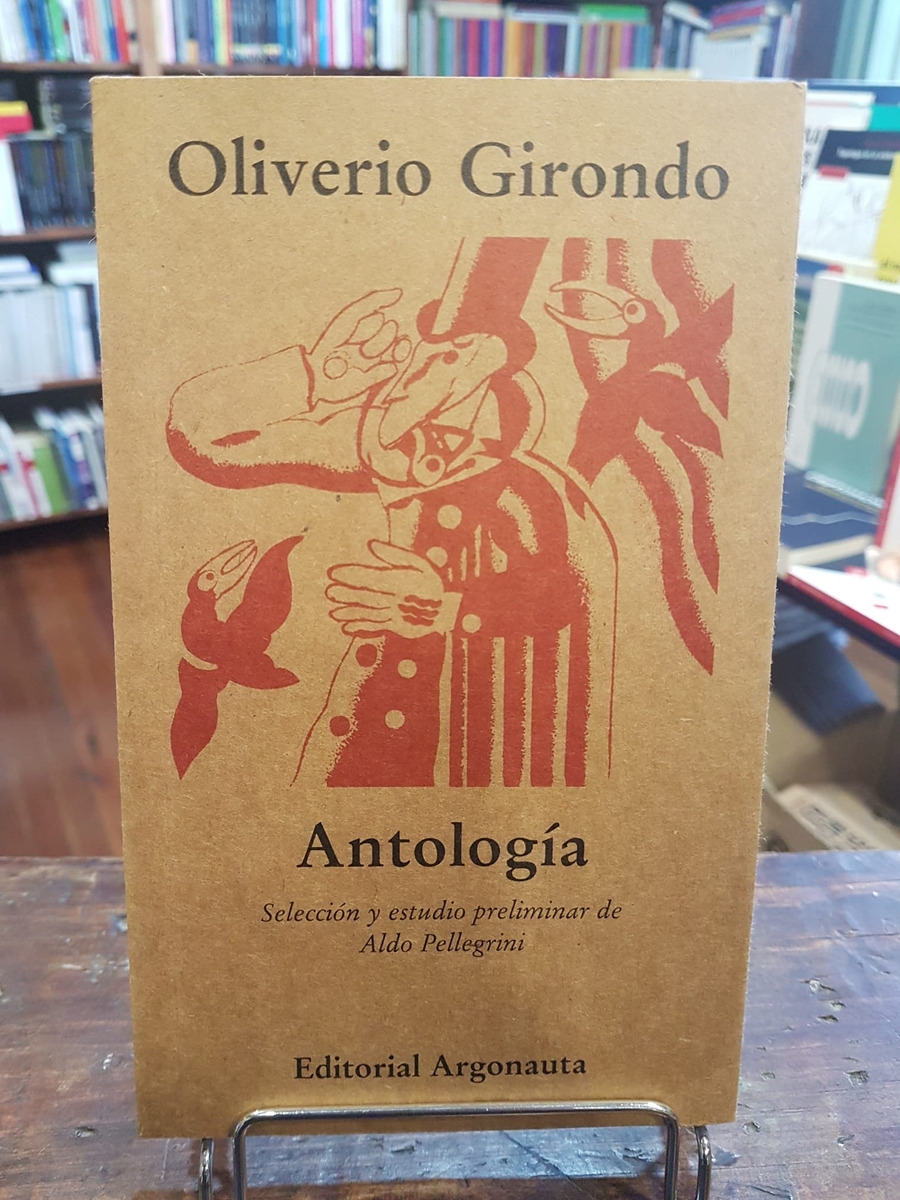 Oliverio Girondo
Antología
Selección y estudio preliminar de
Aldo Pellegrini
Editorial Argonauta